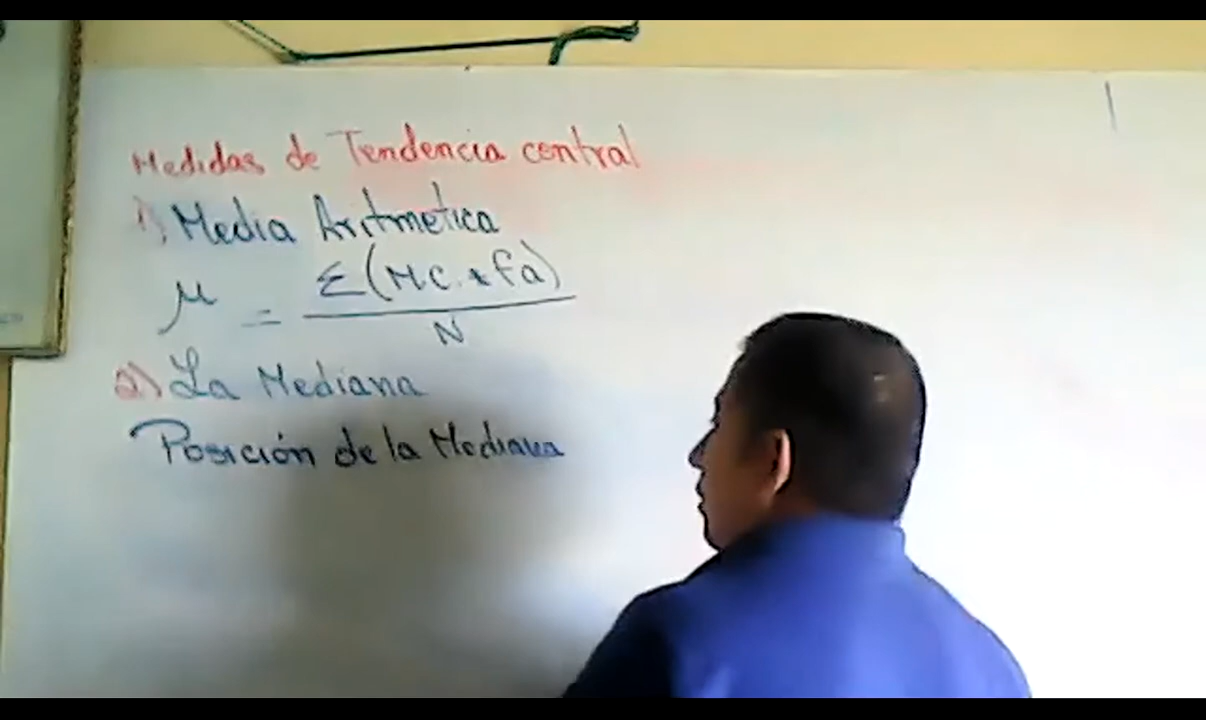 Medidas de Tendencia central
1) Media Aritmetica
μ = Σ(MC.*fa)
N
2) La Mediana
Posición de la Mediana